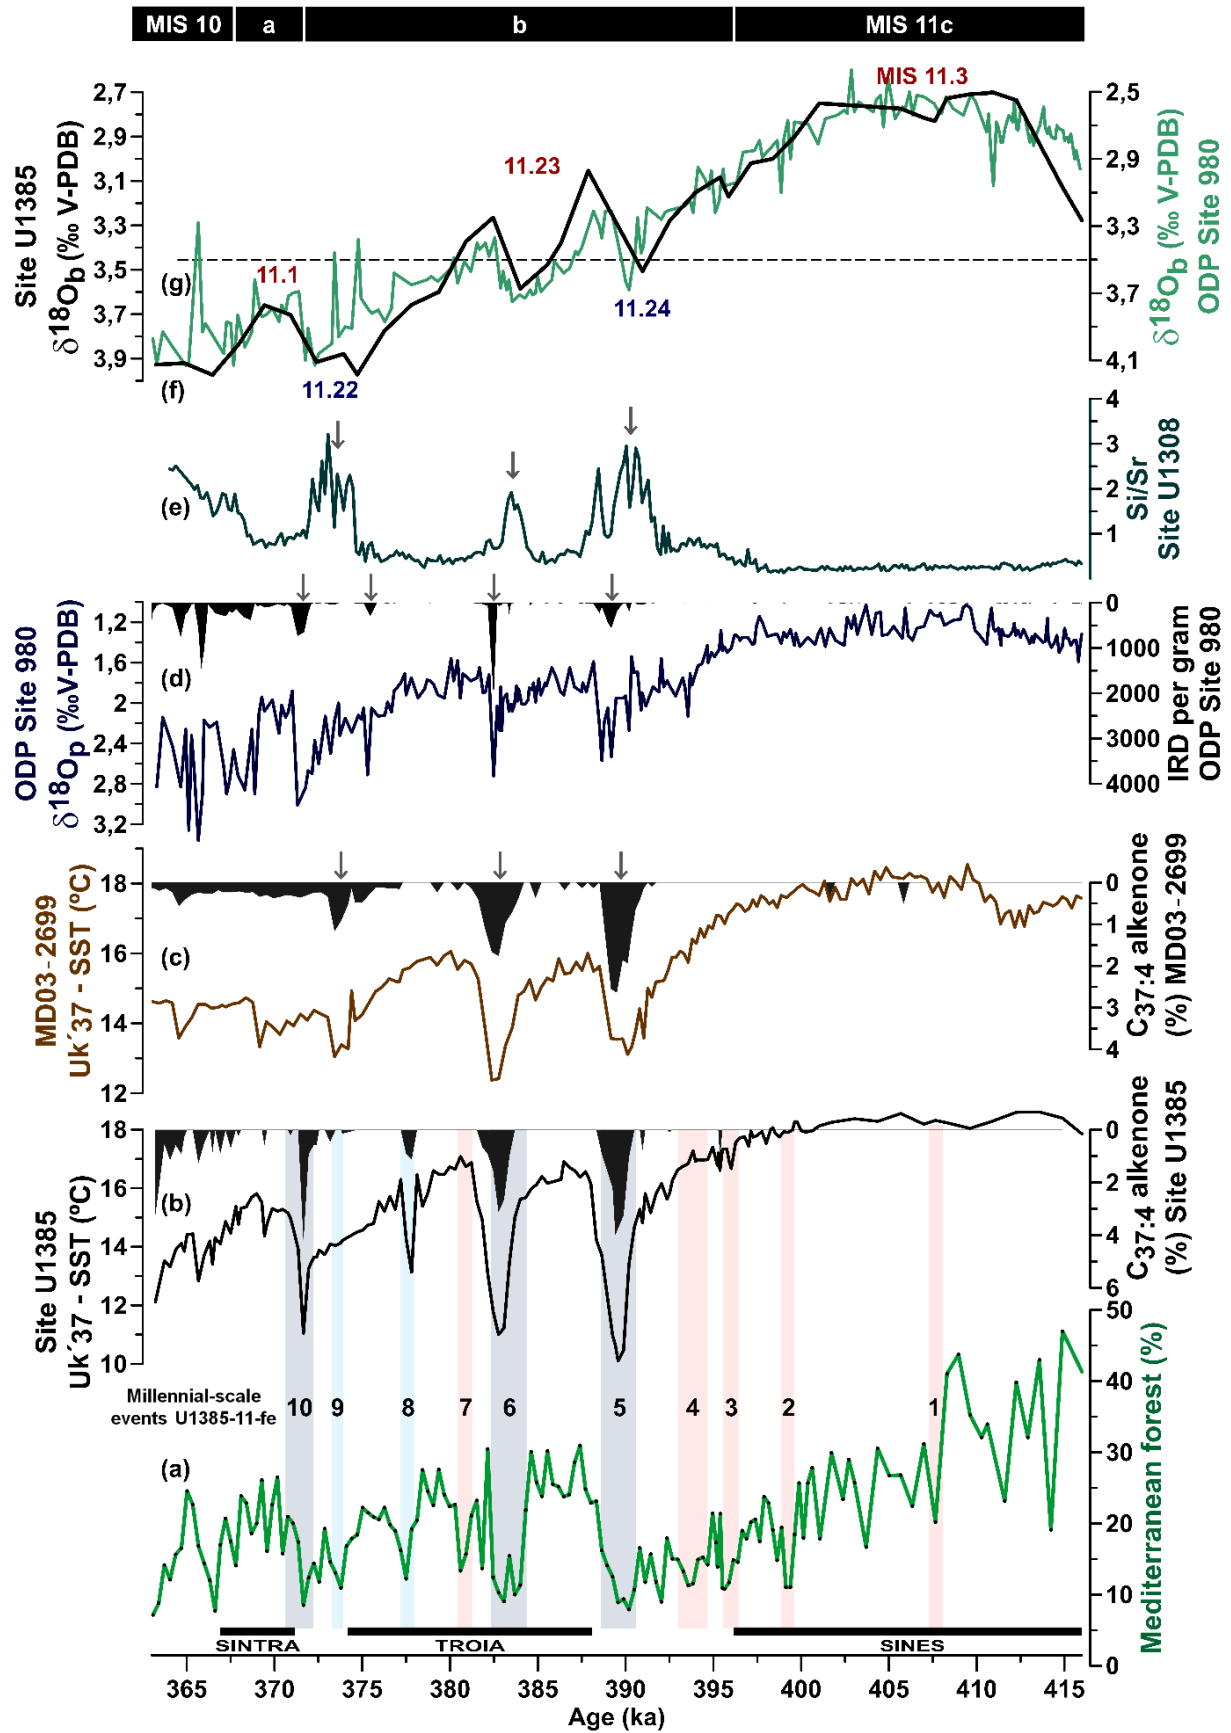 MIS 10 a b MIS 11c
MIS 11.3
2,7
2,9
3,1
3,3
3,5
3,7
3,9
Site U1385
δ18Ob (‰ V-PDB)
11.23
11.1
11.24
11.22
(g)
2,5
2,9
3,3
3,7
4,1
δ18Ob (‰ V-PDB)
ODP Site 980
(f)
4
3
2
1
Si/Sr
Site U1308
(e)
1,2
1,6
2
2,4
2,8
3,2
ODP Site 980
δ18Op (‰V-PDB)
(d)
0
1000
2000
3000
4000
IRD per gram
ODP Site 980
18
16
14
12
MD03-2699
Uk´37 - SST (ºC)
(c)
0
1
2
3
4
C37:4 alkenone
(%) MD03-2699
18
16
14
12
10
Site U1385
Uk´37 - SST (ºC)
(b)
0
2
4
6
C37:4 alkenone
(%) Site U1385
Millennial-scale
events U1385-11-fe
10 9 8 7 6 5 4 3 2 1
(a)
50
40
30
20
10
0
Mediterranean forest (%)
SINTRA TROIA SINES
365 370 375 380 385 390 395 400 405 410 415
Age (ka)